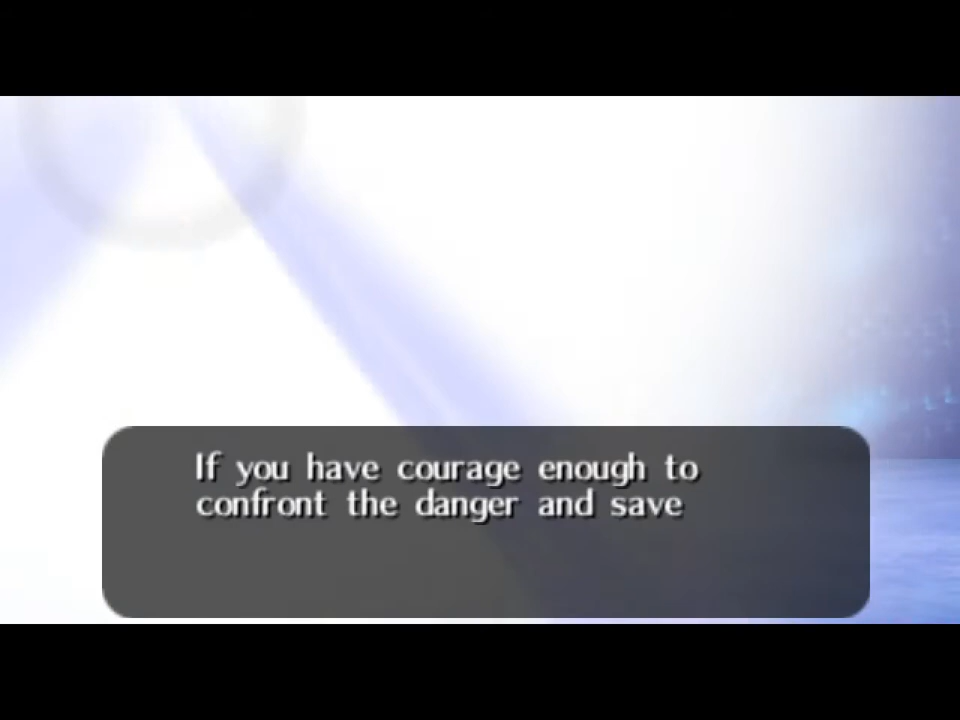 If you have courage enough to
confront the danger and save